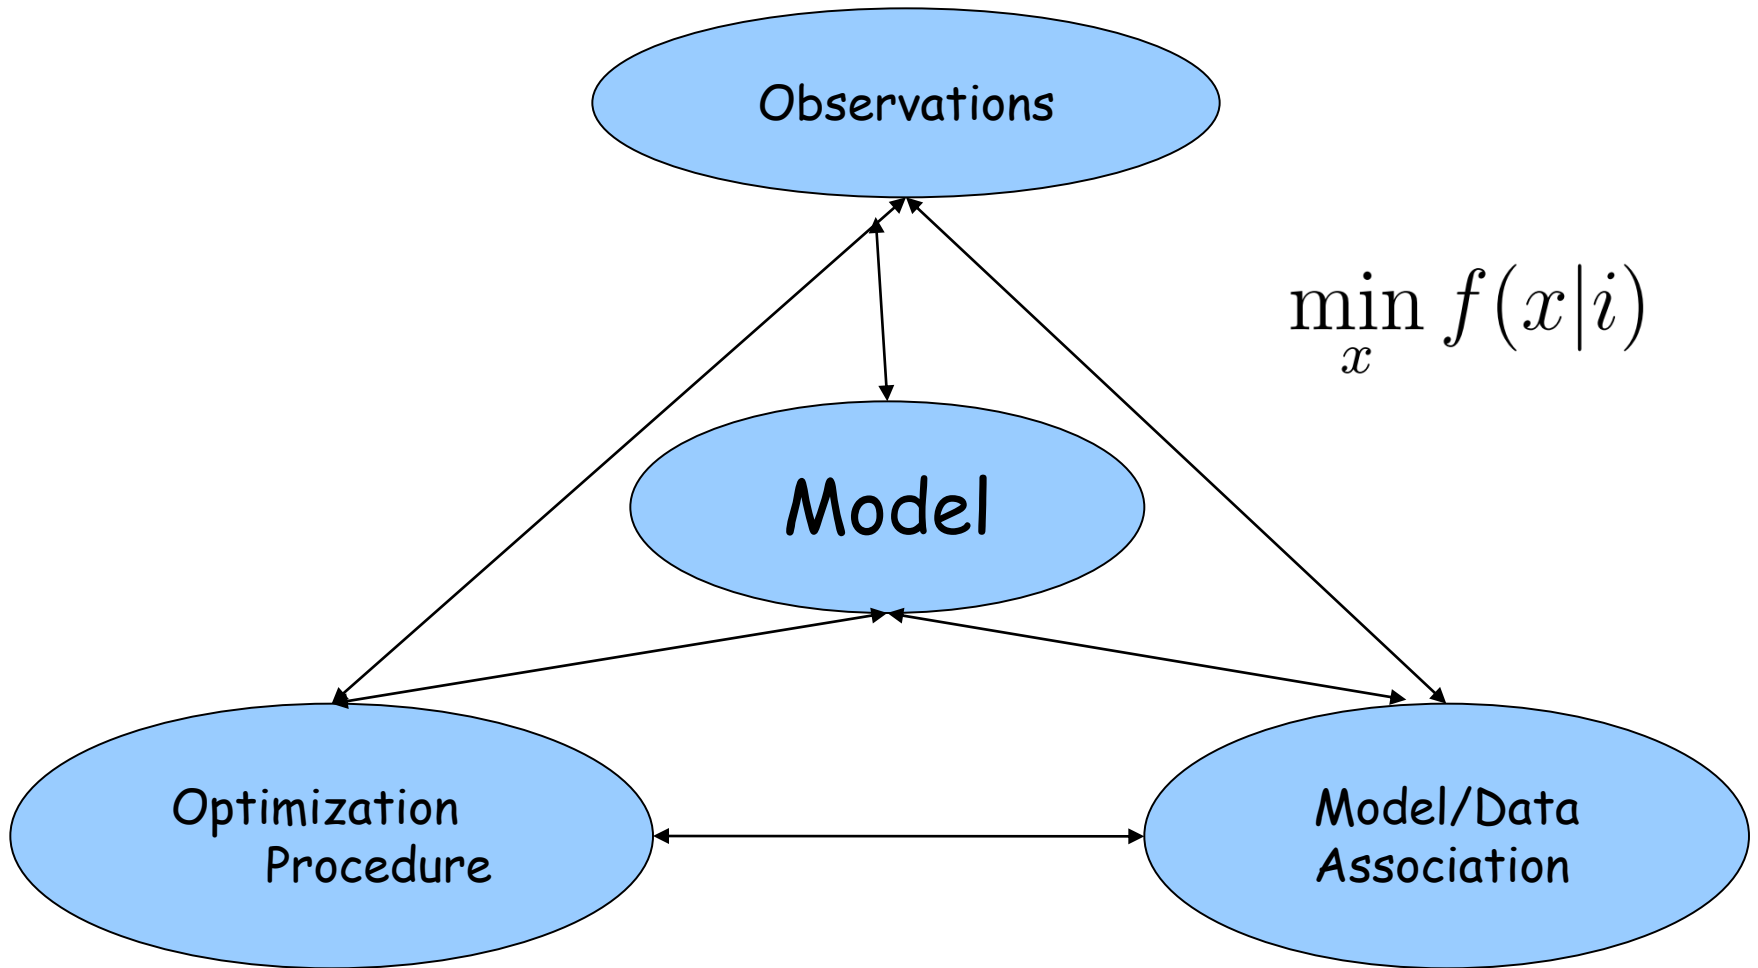 Observations
min f(x|i)
x
Model
Optimization
Procedure
Model/Data
Association